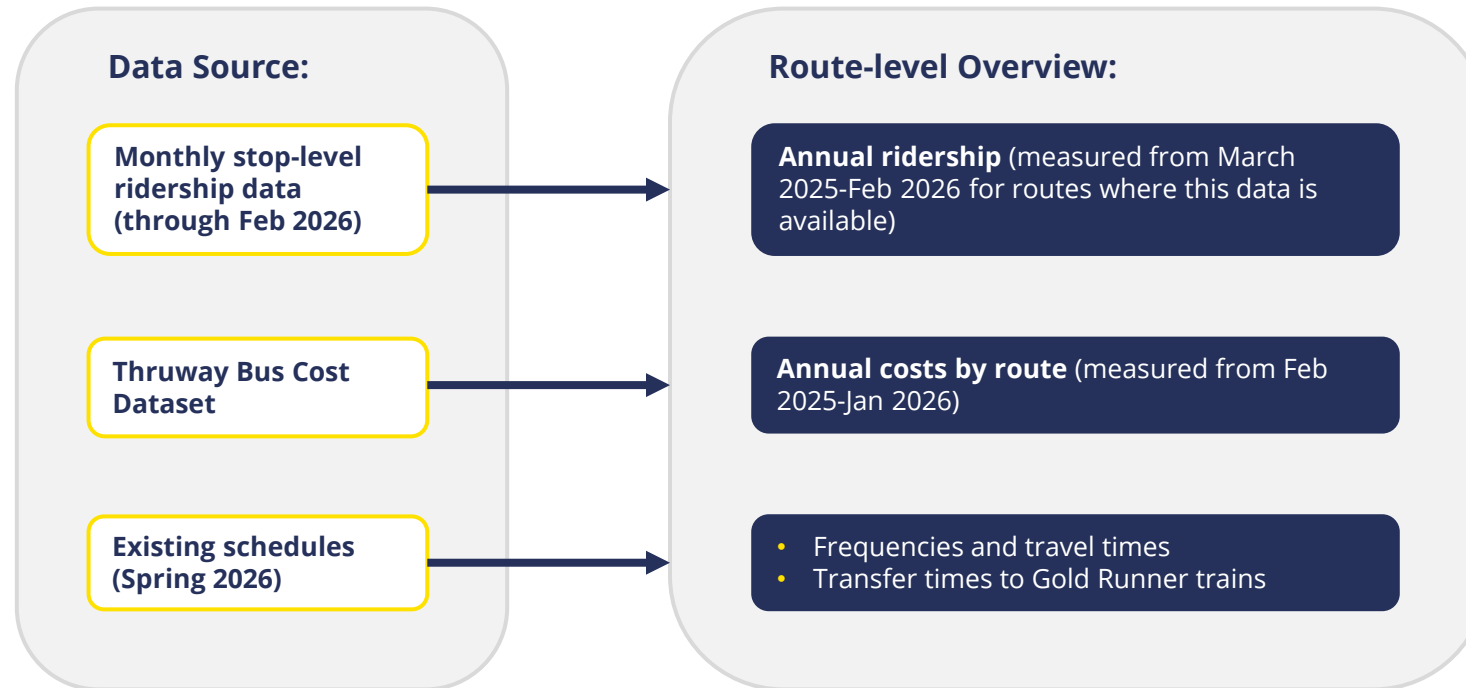 Data Source:
Monthly stop-level
ridership data
(through Feb 2026)
Thruway Bus Cost
Dataset
Existing schedules
(Spring 2026)
Route-level Overview:
Annual ridership (measured from March
2025-Feb 2026 for routes where this data is
available)
Annual costs by route (measured from Feb
2025-Jan 2026)
• Frequencies and travel times
• Transfer times to Gold Runner trains